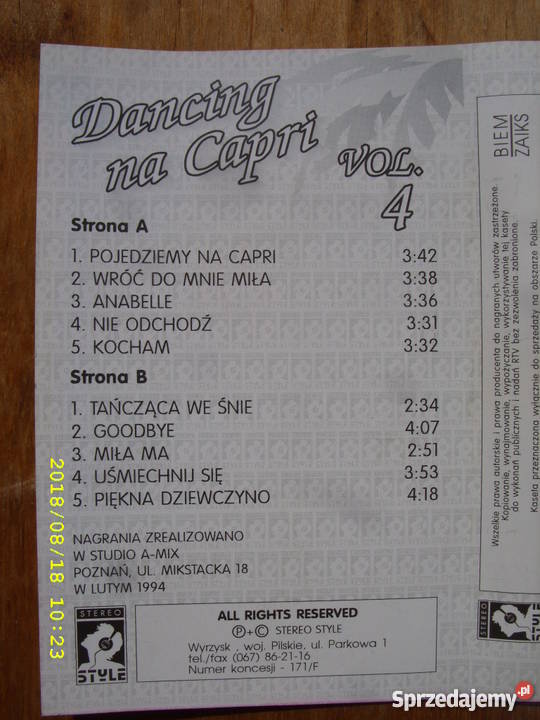 Dancing
na Capri
VOL.
4
Strona A
1. POJEDZIEMY NA CAPRI 3:42
2. WRÓĆ DO MNIE MIŁA 3:38
3. ANABELLE 3:36
4. NIE ODCHODŹ 3:31
5. KOCHAM 3:32
Strona B
1. TAŃCZĄCA WE ŚNIE 2:34
2. GOODBYE 4:07
3. MIŁA MA 2:51
4. UŚMIECHNIJ SIĘ 3:53
5. PIĘKNA DZIEWCZYNO 4:18
NAGRANIA ZREALIZOWANO
W STUDIO A-MIX
POZNAŃ, UL. MIKSTACKA 18
W LUTYM 1994
STEREO
STYLE
ALL RIGHTS RESERVED
Ⓟ+© STEREO STYLE
Wyrzysk, woj. Pilskie, ul. Parkowa 1
tel./fax (067) 86-21-16
Numer koncesji - 171/F
BIEM
ZAIKS
Wszelkie prawa autorskie i prawa producenta do nagranych utworów zastrzeżone.
Kopiowanie, wynajmowanie, wypożyczanie, wykorzystywanie tej kasety
do wykonań publicznych i nadań RTV bez zezwolenia zabronione.
Kaseta przeznaczona wyłącznie do sprzedaży na obszarze Polski.
2018/08/18 10:23
Sprzedajemy.pl